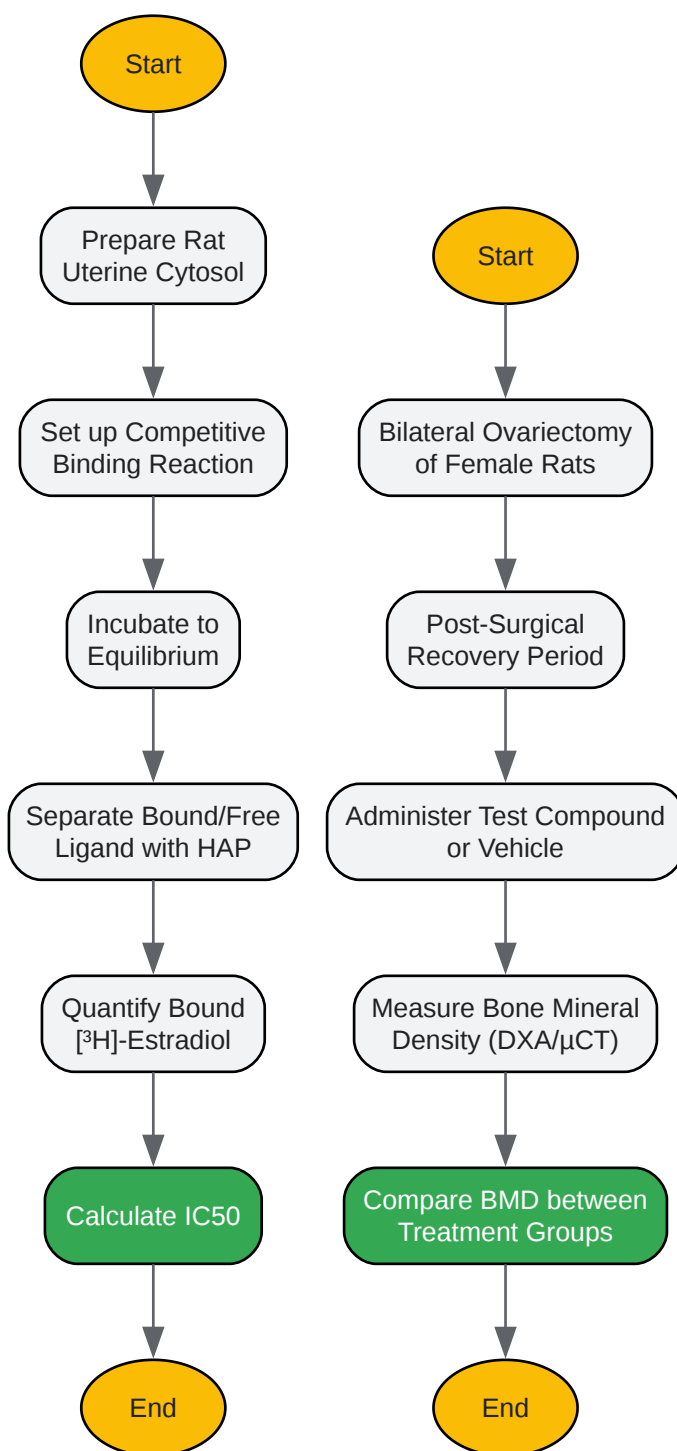 Start
Prepare Rat
Uterine Cytosol
Set up Competitive
Binding Reaction
Incubate to
Equilibrium
Separate Bound/Free
Ligand with HAP
Quantify Bound
[³H]-Estradiol
Calculate IC50
End
Start
Bilateral Ovariectomy
of Female Rats
Post-Surgical
Recovery Period
Administer Test Compound
or Vehicle
Measure Bone Mineral
Density (DXA/µCT)
Compare BMD between
Treatment Groups
End